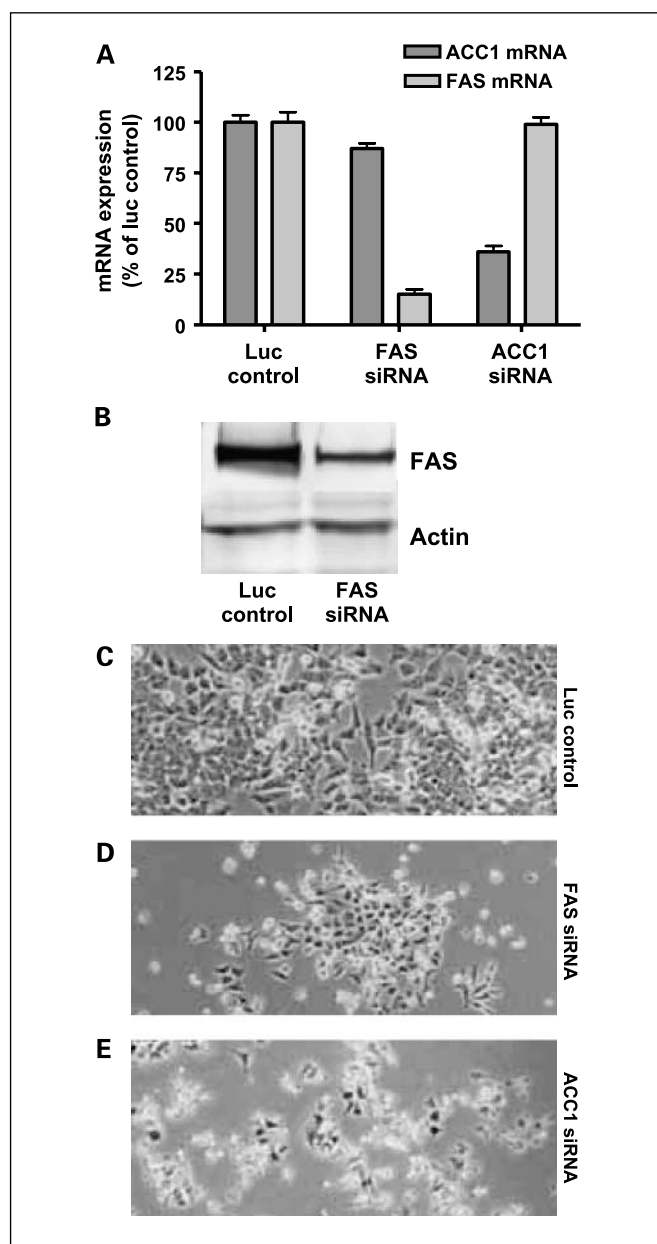 A
ACC1 mRNA
FAS mRNA
mRNA expression
(% of luc control)
125
100
75
50
25
0
Luc
control
FAS
siRNA
ACC1
siRNA
B
FAS
Actin
Luc
control
FAS
siRNA
C
Luc control
D
FAS siRNA
E
ACC1 siRNA